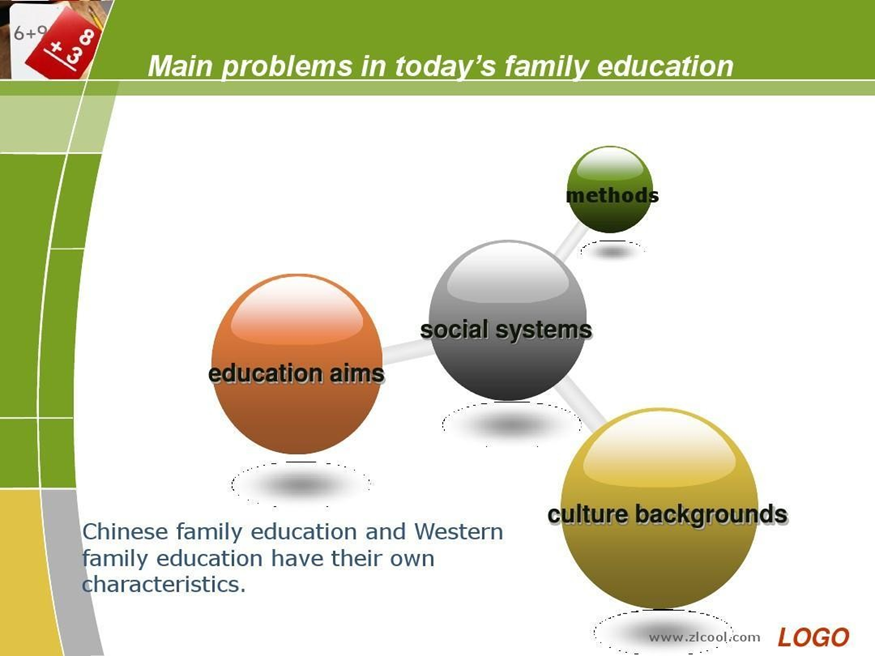 6+9
8
+ 3
Main problems in today's family education
methods
social systems
education aims
culture backgrounds
Chinese family education and Western
family education have their own
characteristics.
www.zlcool.com
LOGO